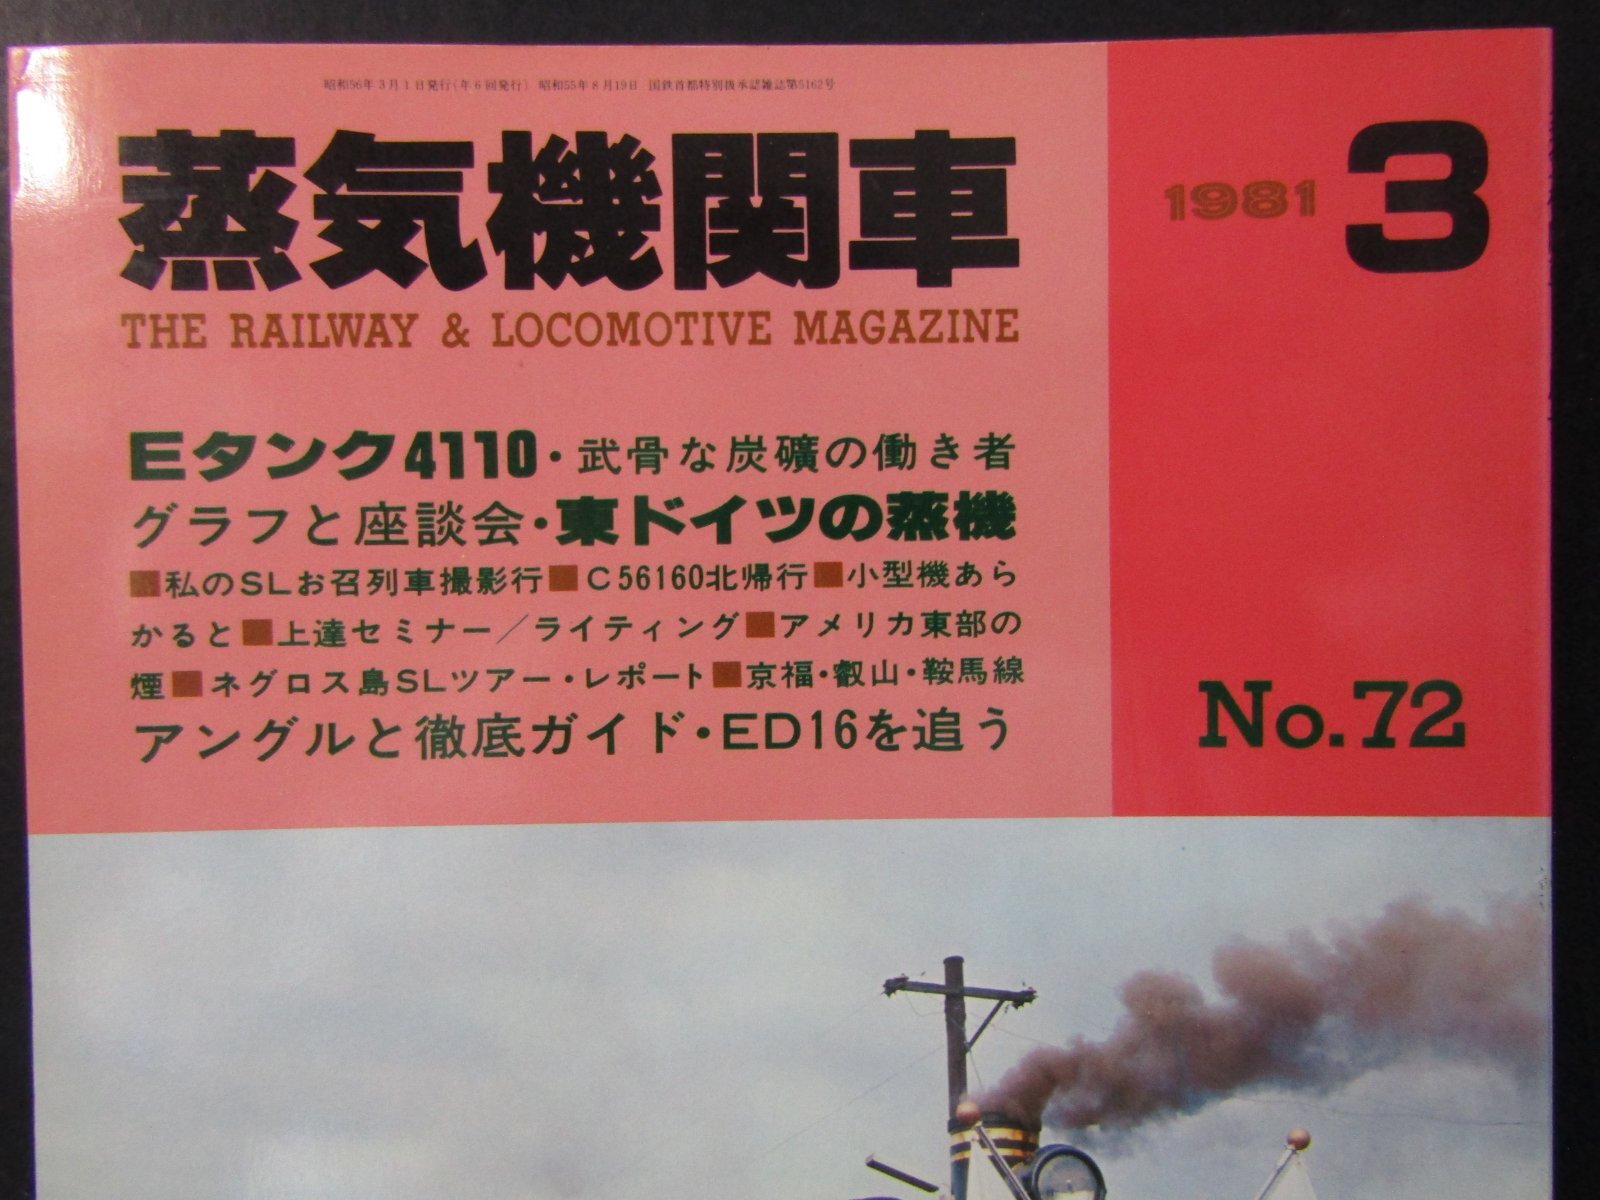 昭和56年3月1日発行(年6回発行) 昭和55年8月19日 国鉄首都特別扱承認雑誌第5162号
蒸気機関車
THE RAILWAY & LOCOMOTIVE MAGAZINE
1981 3
Eタンク4110・武骨な炭礦の働き者
グラフと座談会・東ドイツの蒸機
■私のSLお召列車撮影行■C56160北帰行■小型機あら
かると■上達セミナー／ライティング■アメリカ東部の
煙■ネグロス島SLツアー・レポート■京福・叡山・鞍馬線
アングルと徹底ガイド・ED16を追う
No.72